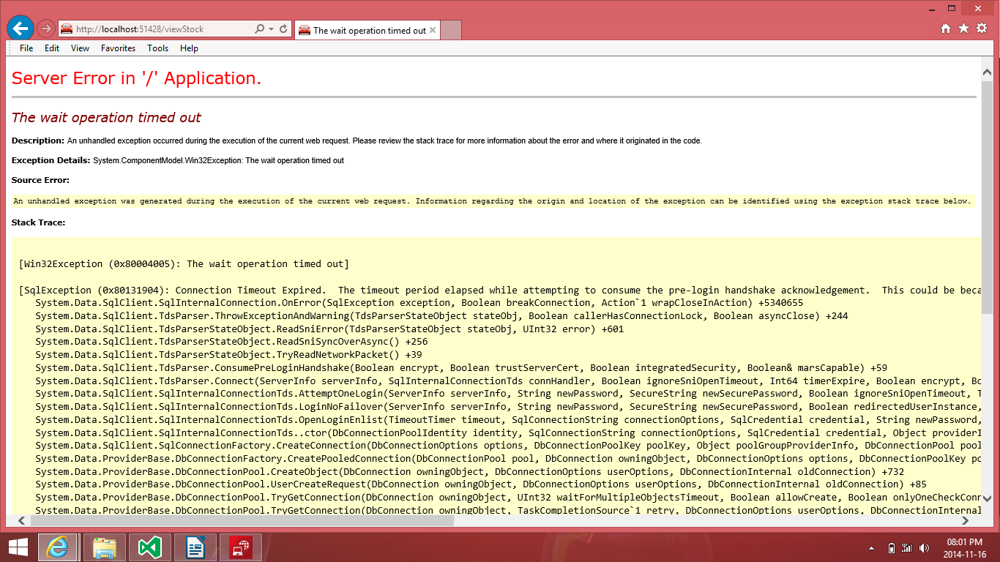 http://localhost:51428/viewStock
The wait operation timed out
File Edit View Favorites Tools Help
Server Error in '/' Application.
The wait operation timed out
Description: An unhandled exception occurred during the execution of the current web request. Please review the stack trace for more information about the error and where it originated in the code.
Exception Details: System.ComponentModel.Win32Exception: The wait operation timed out
Source Error:
An unhandled exception was generated during the execution of the current web request. Information regarding the origin and location of the exception can be identified using the exception stack trace below.
Stack Trace:
[Win32Exception (0x80004005): The wait operation timed out]
[SqlException (0x80131904): Connection Timeout Expired.  The timeout period elapsed while attempting to consume the pre-login handshake acknowledgement.  This could be beca
System.Data.SqlClient.SqlInternalConnection.OnError(SqlException exception, Boolean breakConnection, Action`1 wrapCloseInAction) +5340655
System.Data.SqlClient.TdsParser.ThrowExceptionAndWarning(TdsParserStateObject stateObj, Boolean callerHasConnectionLock, Boolean asyncClose) +244
System.Data.SqlClient.TdsParserStateObject.ReadSniError(TdsParserStateObject stateObj, UInt32 error) +601
System.Data.SqlClient.TdsParserStateObject.ReadSniSyncOverAsync() +256
System.Data.SqlClient.TdsParserStateObject.TryReadNetworkPacket() +39
System.Data.SqlClient.TdsParser.ConsumePreLoginHandshake(Boolean encrypt, Boolean trustServerCert, Boolean integratedSecurity, Boolean& marsCapable) +59
System.Data.SqlClient.TdsParser.Connect(ServerInfo serverInfo, SqlInternalConnectionTds connHandler, Boolean ignoreSniOpenTimeout, Int64 timerExpire, Boolean encrypt, Bo
System.Data.SqlClient.SqlInternalConnectionTds.AttemptOneLogin(ServerInfo serverInfo, String newPassword, SecureString newSecurePassword, Boolean ignoreSniOpenTimeout, T
System.Data.SqlClient.SqlInternalConnectionTds.LoginNoFailover(ServerInfo serverInfo, String newPassword, SecureString newSecurePassword, Boolean redirectedUserInstance,
System.Data.SqlClient.SqlInternalConnectionTds.OpenLoginEnlist(TimeoutTimer timeout, SqlConnectionString connectionOptions, SqlCredential credential, String newPassword,
System.Data.SqlClient.SqlInternalConnectionTds..ctor(DbConnectionPoolIdentity identity, SqlConnectionString connectionOptions, SqlCredential credential, Object providerI
System.Data.SqlClient.SqlConnectionFactory.CreateConnection(DbConnectionOptions options, DbConnectionPoolKey poolKey, Object poolGroupProviderInfo, DbConnectionPool pool
System.Data.ProviderBase.DbConnectionFactory.CreatePooledConnection(DbConnectionPool pool, DbConnection owningObject, DbConnectionOptions options, DbConnectionPoolKey po
System.Data.ProviderBase.DbConnectionPool.CreateObject(DbConnection owningObject, DbConnectionOptions userOptions, DbConnectionInternal oldConnection) +732
System.Data.ProviderBase.DbConnectionPool.UserCreateRequest(DbConnection owningObject, DbConnectionOptions userOptions, DbConnectionInternal oldConnection) +85
System.Data.ProviderBase.DbConnectionPool.TryGetConnection(DbConnection owningObject, UInt32 waitForMultipleObjectsTimeout, Boolean allowCreate, Boolean onlyOneCheckConn
System.Data.ProviderBase.DbConnectionPool.TryGetConnection(DbConnection owningObject, TaskCompletionSource`1 retry, DbConnectionOptions userOptions, DbConnectionInternal
08:01 PM
2014-11-16